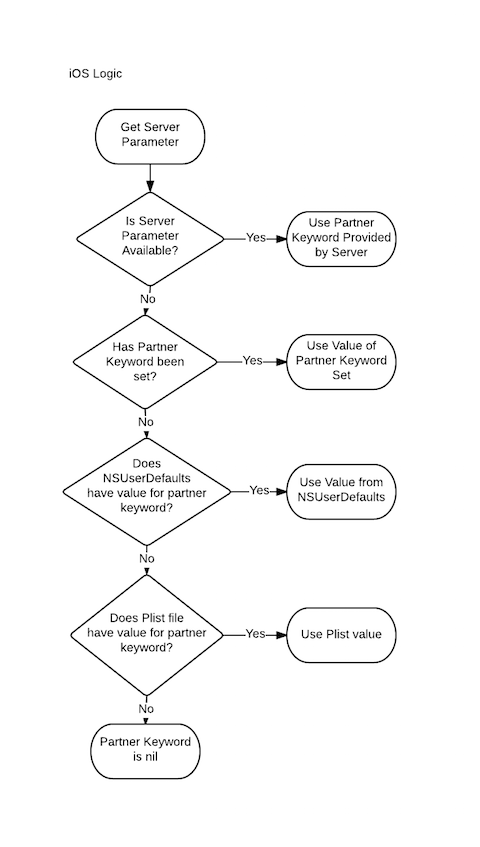 iOS Logic
Get Server
Parameter
Is Server
Parameter
Available?
Yes
Use Partner
Keyword Provided
by Server
No
Has Partner
Keyword been
set?
Yes
Use Value of
Partner Keyword
Set
No
Does
NSUserDefaults
have value for partner
keyword?
Yes
Use Value from
NSUserDefaults
No
Does Plist file
have value for partner
keyword?
Yes
Use Plist value
No
Partner Keyword
is nil